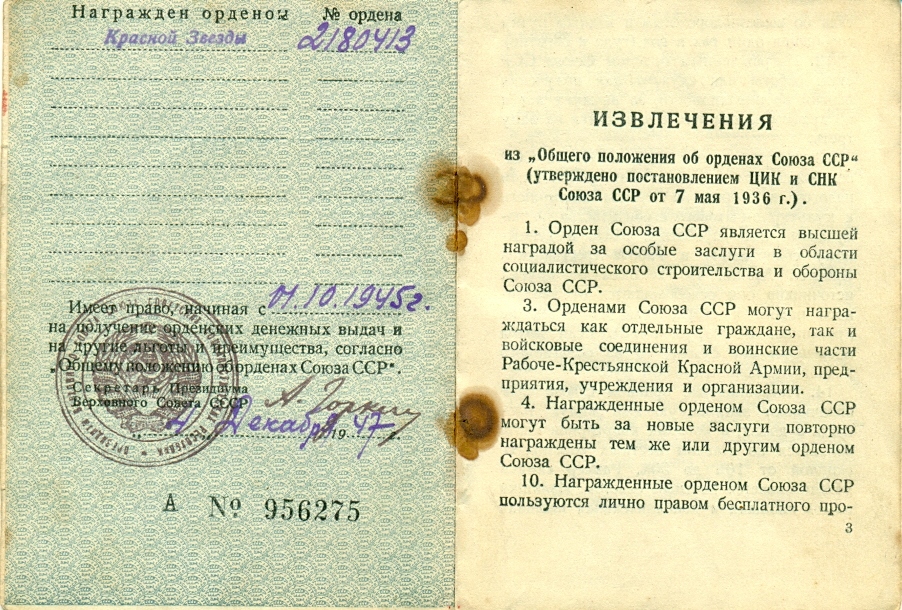 Награжден орденом № ордена
Красной Звезды 2180413
Имеет право, начиная с 01.10.1945г.
на получение орденских денежных выдач и
на другие льготы и преимущества, согласно
„Общему положению об орденах Союза ССР“.
Секретарь Президиума
Верховного Совета СССР
Декабря 1947 г.
А № 956275
ИЗВЛЕЧЕНИЯ
из „Общего положения об орденах Союза ССР“
(утверждено постановлением ЦИК и СНК
Союза ССР от 7 мая 1936 г.).
1. Орден Союза ССР является высшей
наградой за особые заслуги в области
социалистического строительства и обороны
Союза ССР.
3. Орденами Союза ССР могут награ-
ждаться как отдельные граждане, так и
войсковые соединения и воинские части
Рабоче-Крестьянской Красной Армии, пред-
приятия, учреждения и организации.
4. Награжденные орденом Союза ССР
могут быть за новые заслуги повторно
награждены тем же или другим орденом
Союза ССР.
10. Награжденные орденом Союза ССР
пользуются лично правом бесплатного про-
3